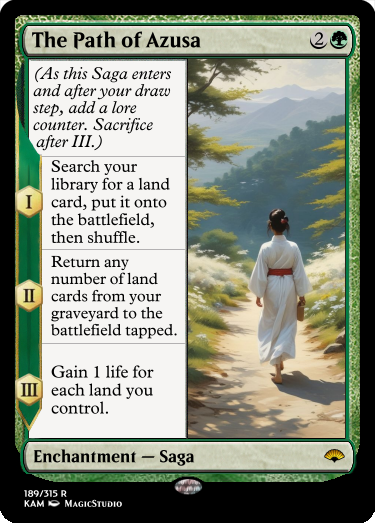 The Path of Azusa 2
(As this Saga enters
and after your draw
step, add a lore
counter. Sacrifice
after III.)
I
Search your
library for a land
card, put it onto
the battlefield,
then shuffle.
II
Return any
number of land
cards from your
graveyard to the
battlefield tapped.
III
Gain 1 life for
each land you
control.
Enchantment — Saga
189/315 R
KAM MagicStudio